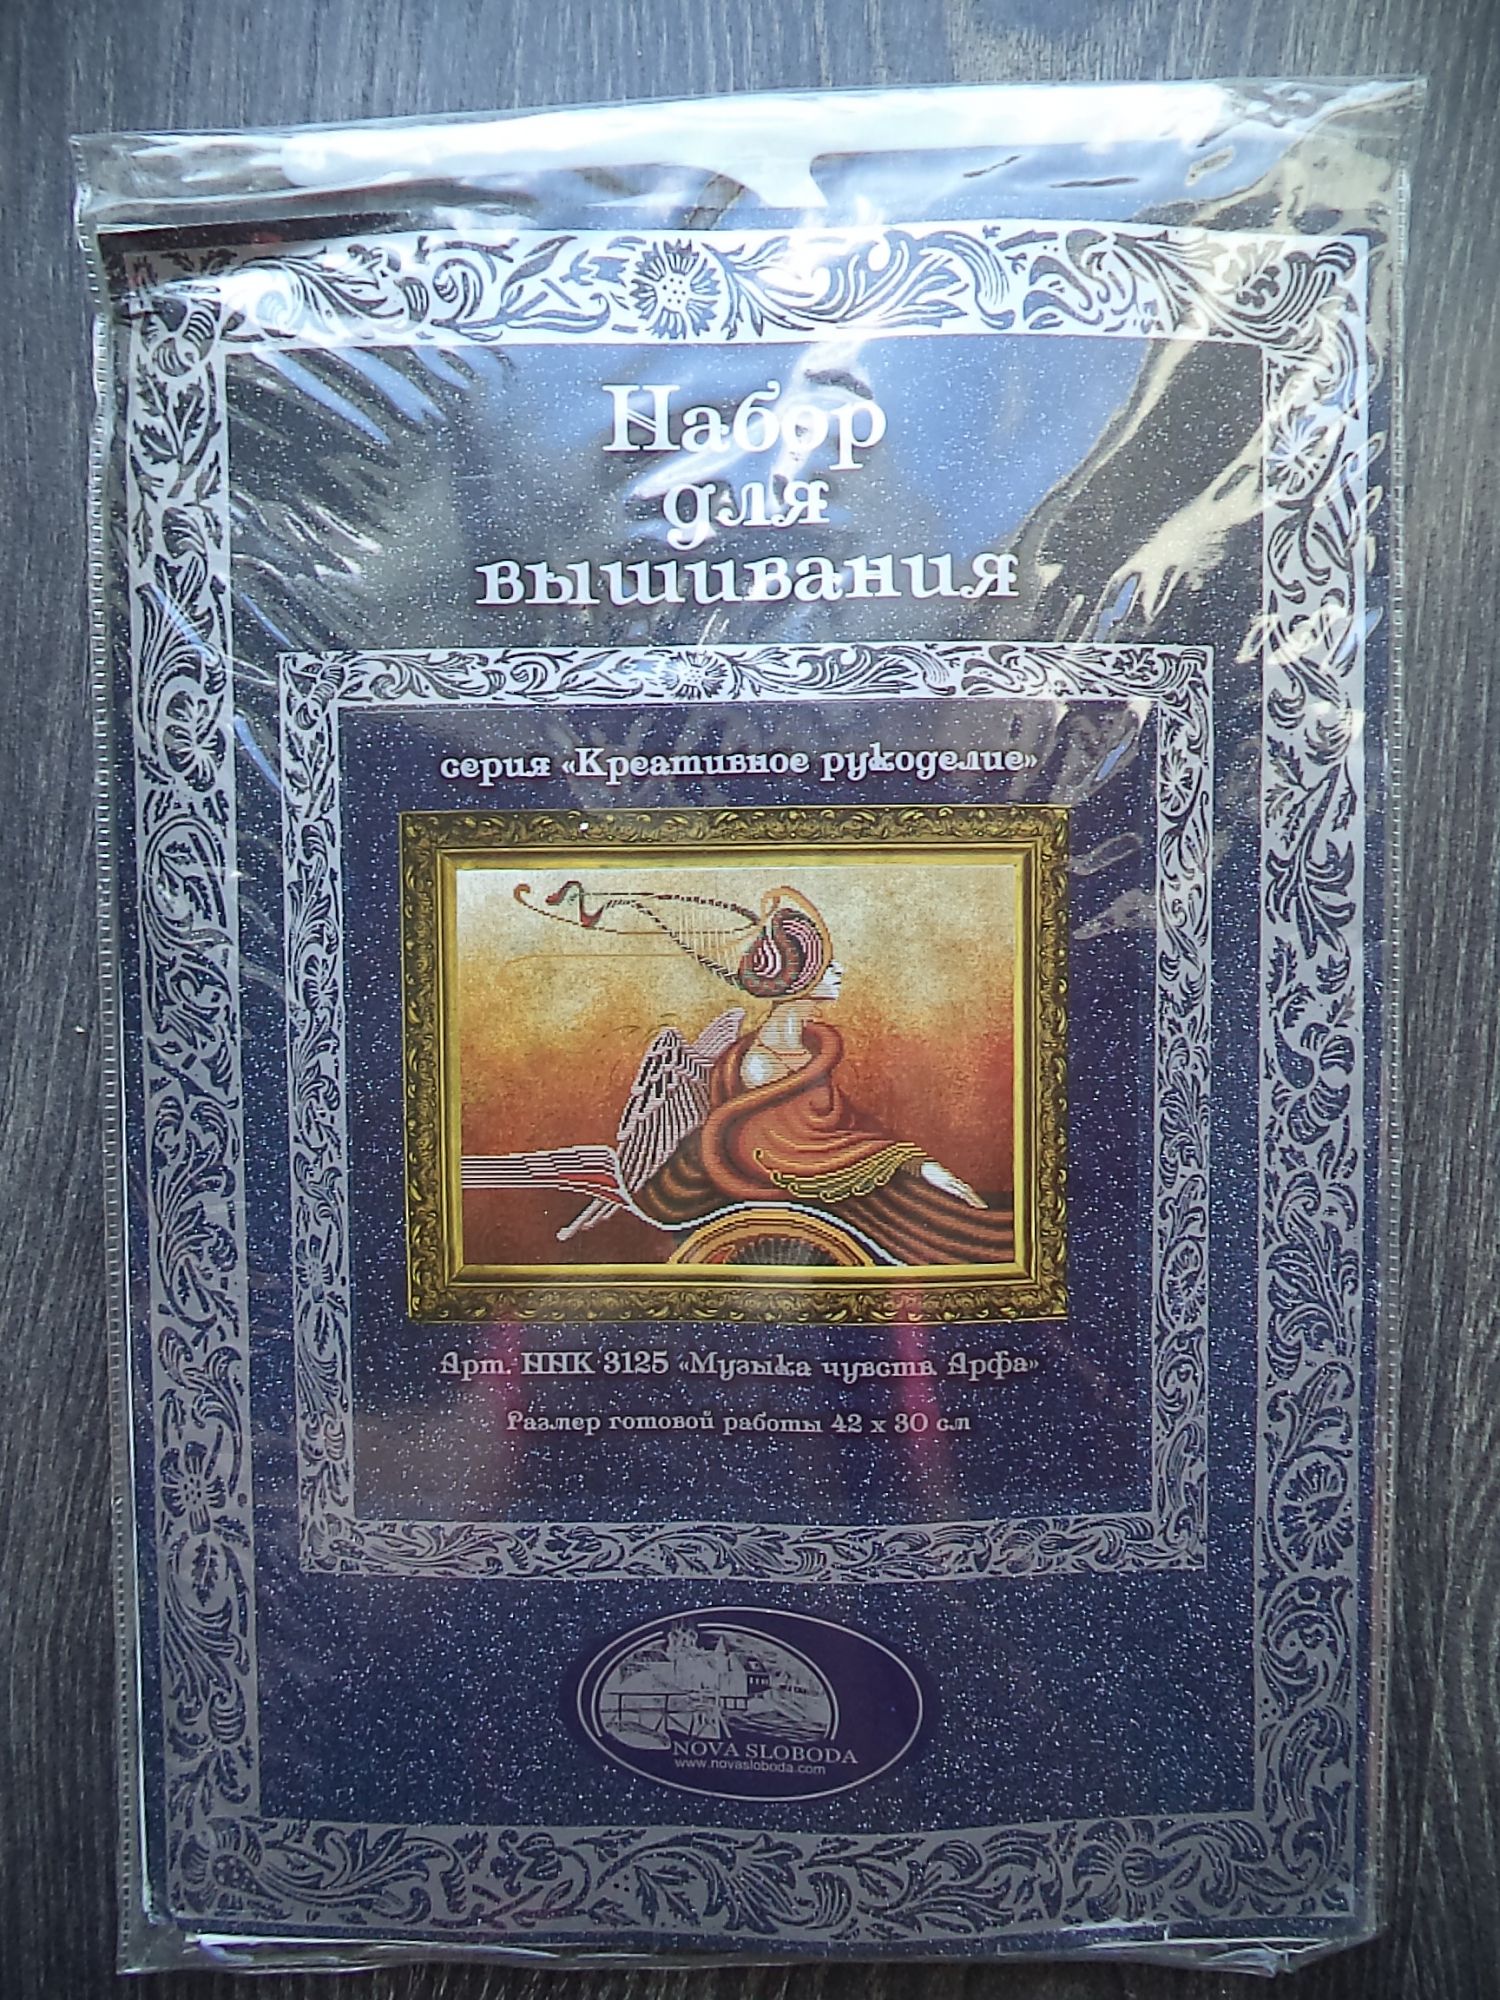 Набор
для
вышивания
серия «Креативное рукоделие»
Арт. ННК 3125 «Музыка чувств. Арфа»
Размер готовой работы 42 х 30 см
NOVA SLOBODA
www.novasloboda.com